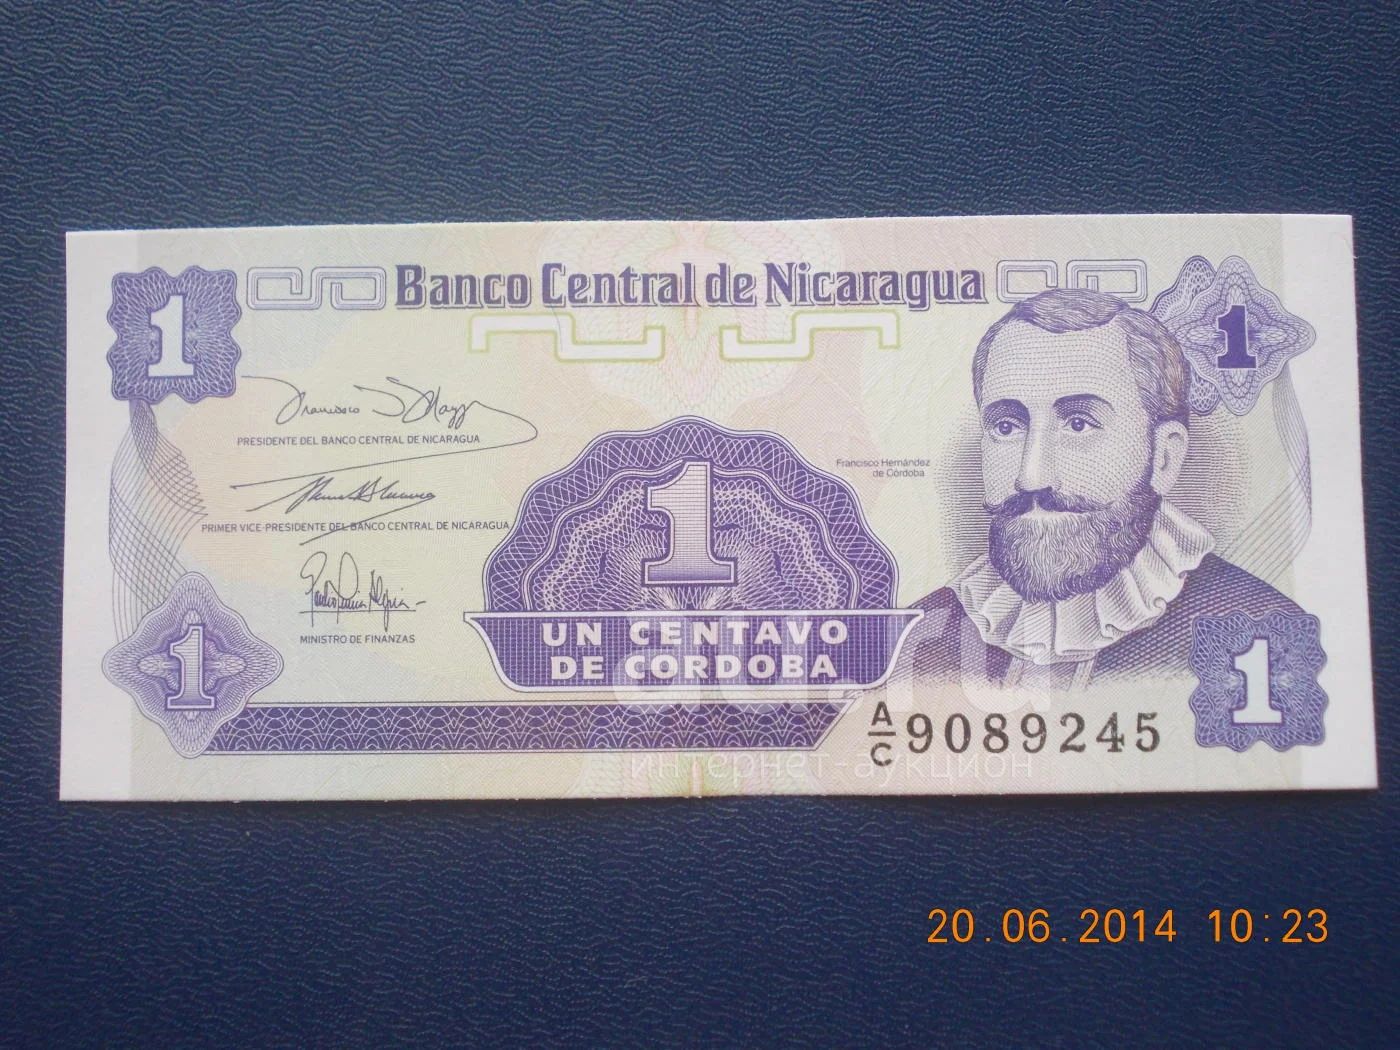 Banco Central de Nicaragua
1
1
Francisco J Mayorga
PRESIDENTE DEL BANCO CENTRAL DE NICARAGUA
PRIMER VICE-PRESIDENTE DEL BANCO CENTRAL DE NICARAGUA
MINISTRO DE FINANZAS
Francisco Hernández
de Córdoba
1
UN CENTAVO
DE CORDOBA
1
1
A/C 9089245
интернет-аукцион
20.06.2014 10:23